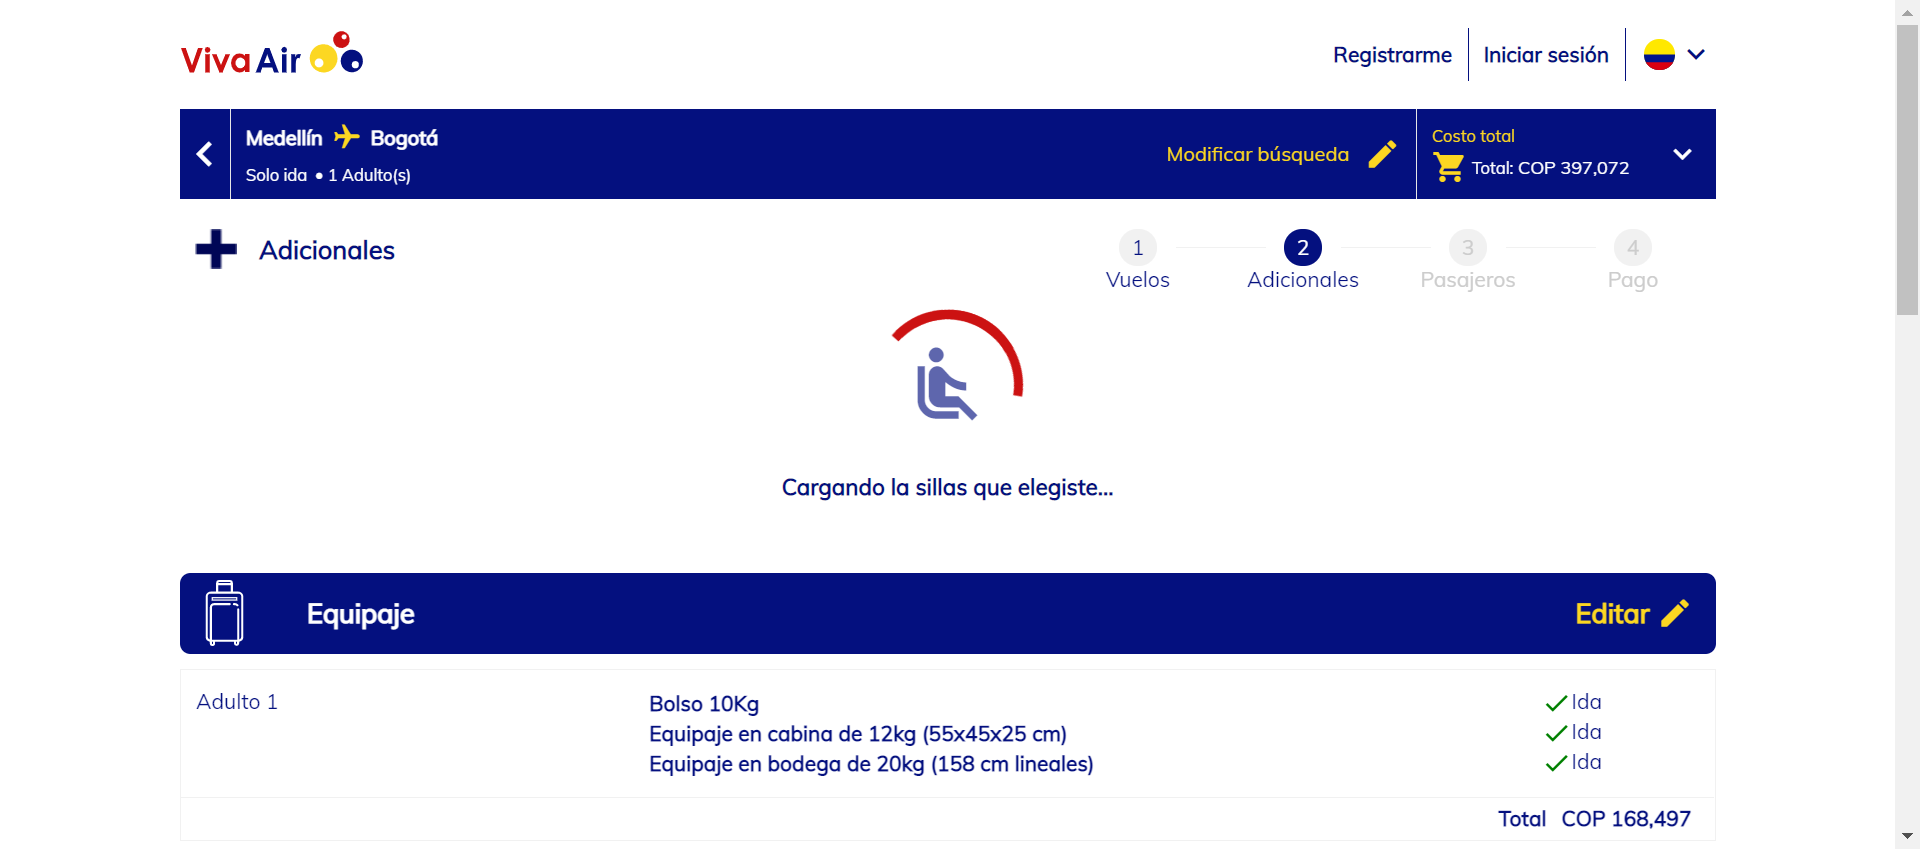 Viva Air
Registrarme
Iniciar sesión
Medellín Bogotá
Solo ida • 1 Adulto(s)
Modificar búsqueda
Costo total
Total: COP 397,072
Adicionales
1
Vuelos
2
Adicionales
3
Pasajeros
4
Pago
Cargando la sillas que elegiste...
Equipaje
Editar
Adulto 1
Bolso 10Kg
Ida
Equipaje en cabina de 12kg (55x45x25 cm)
Ida
Equipaje en bodega de 20kg (158 cm lineales)
Ida
Total COP 168,497